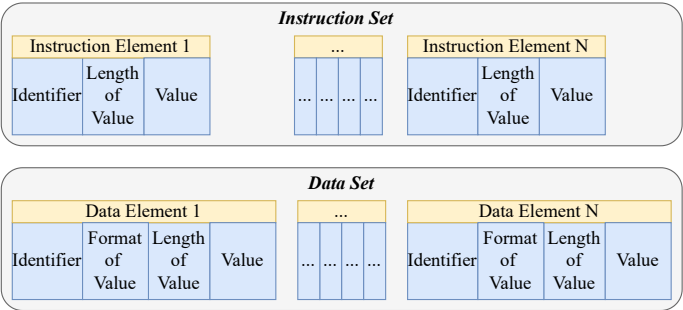 Instruction Set
Instruction Element 1
...
Instruction Element N
Identifier
Length
of
Value
Value
... ... ... ...
Identifier
Length
of
Value
Value
Data Set
Data Element 1
...
Data Element N
Identifier
Format
of
Value
Length
of
Value
Value
... ... ... ...
Identifier
Format
of
Value
Length
of
Value
Value